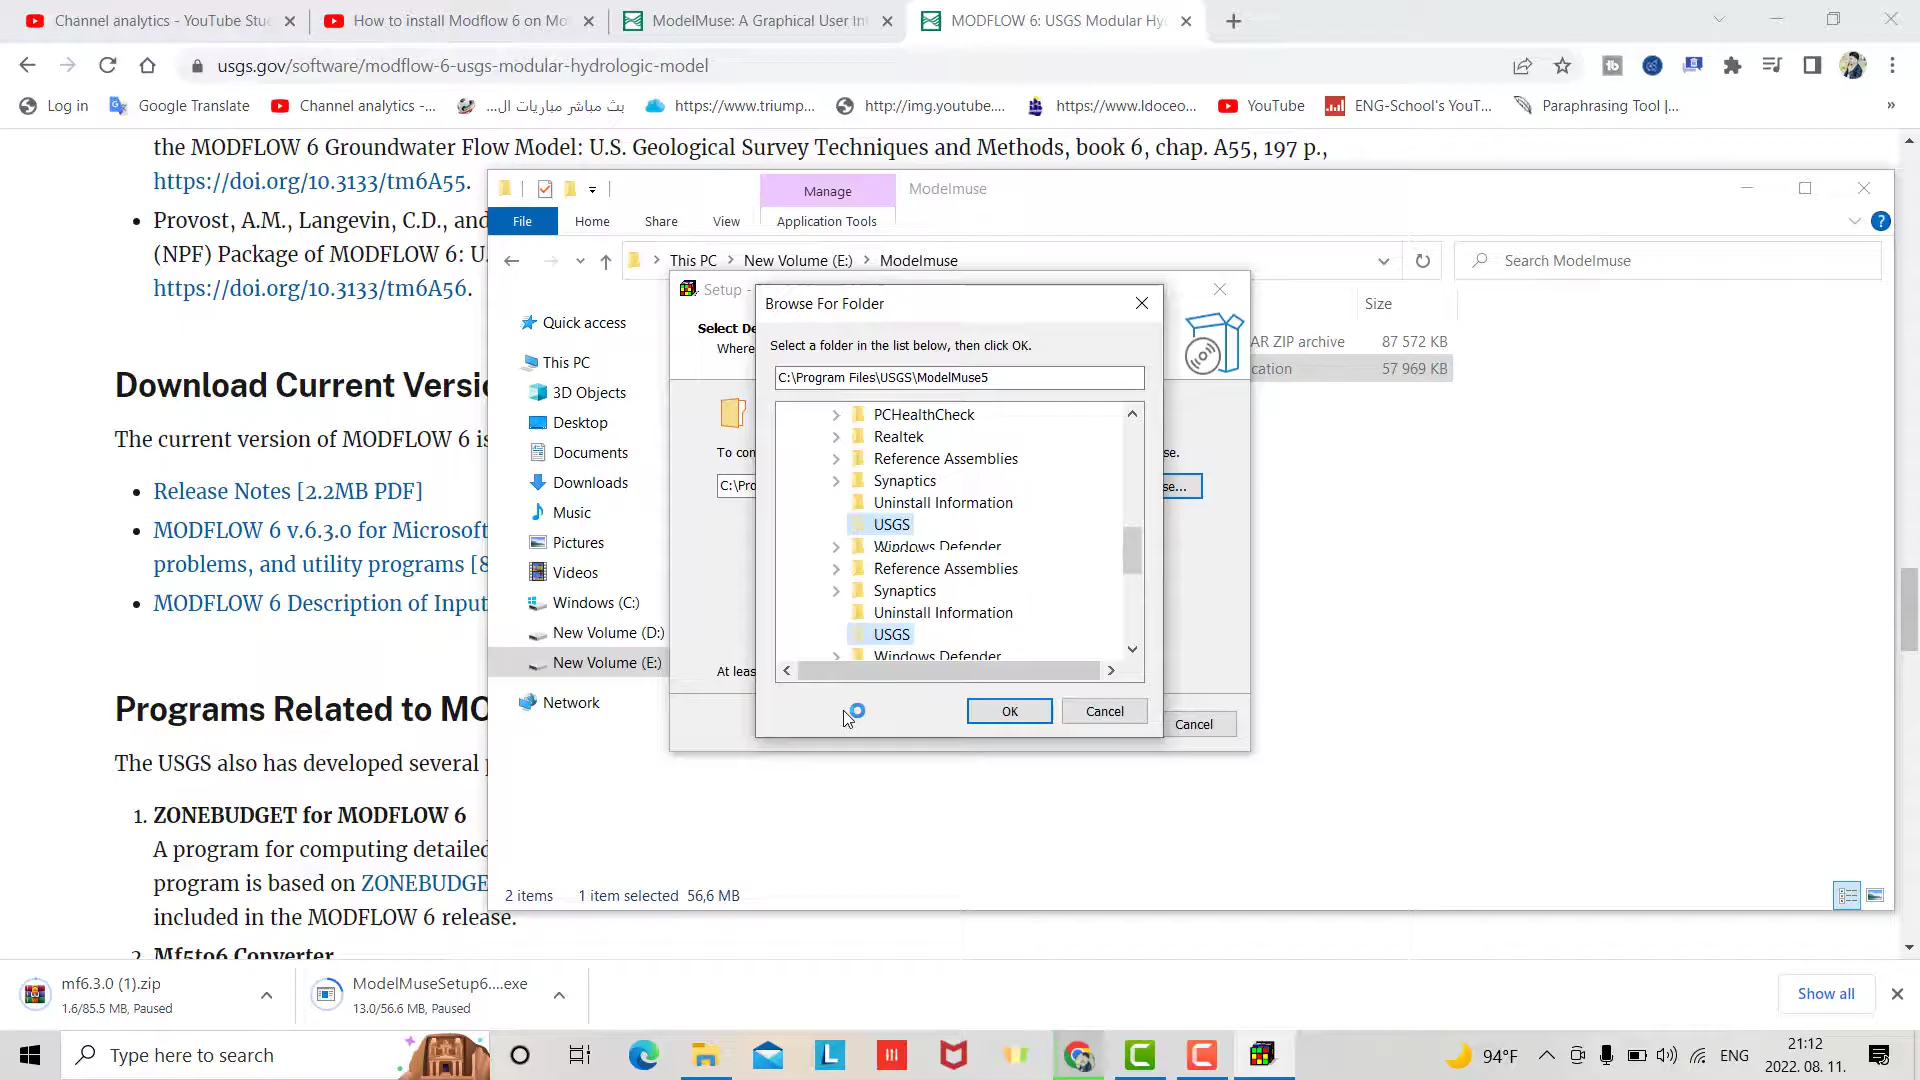 Channel analytics - YouTube Stu
How to install Modflow 6 on Mo
ModelMuse: A Graphical User In
MODFLOW 6: USGS Modular Hy
usgs.gov/software/modflow-6-usgs-modular-hydrologic-model
Log in
Google Translate
Channel analytics -...
بث مباشر مباريات ال...
https://www.triump...
http://img.youtube....
https://www.ldoceo...
YouTube
ENG-School's YouT...
Paraphrasing Tool |...
»
the MODFLOW 6 Groundwater Flow Model: U.S. Geological Survey Techniques and Methods, book 6, chap. A55, 197 p.,
https://doi.org/10.3133/tm6A55.
Provost, A.M., Langevin, C.D., and
(NPF) Package of MODFLOW 6: U.
https://doi.org/10.3133/tm6A56.
Download Current Versio
The current version of MODFLOW 6 is
Release Notes [2.2MB PDF]
MODFLOW 6 v.6.3.0 for Microsoft
problems, and utility programs [8
MODFLOW 6 Description of Input
Programs Related to MO
The USGS also has developed several p
1. ZONEBUDGET for MODFLOW 6
A program for computing detailed
program is based on ZONEBUDGE
included in the MODFLOW 6 release.
2. Mf5to6 Converter
Manage
Modelmuse
File
Home
Share
View
Application Tools
This PC
New Volume (E:)
Modelmuse
Search Modelmuse
Quick access
This PC
3D Objects
Desktop
Documents
Downloads
Music
Pictures
Videos
Windows (C:)
New Volume (D:)
New Volume (E:)
Network
Size
AR ZIP archive
87 572 KB
cation
57 969 KB
2 items
1 item selected 56,6 MB
Setup -
Select De
Where
To con
se.
C:\Pro
se...
At leas
Cancel
Browse For Folder
Select a folder in the list below, then click OK.
C:\Program Files\USGS\ModelMuse5
PCHealthCheck
Realtek
Reference Assemblies
Synaptics
Uninstall Information
USGS
Windows Defender
Reference Assemblies
Synaptics
Uninstall Information
USGS
Windows Defender
OK
Cancel
mf6.3.0 (1).zip
1.6/85.5 MB, Paused
ModelMuseSetup6....exe
13.0/56.6 MB, Paused
Show all
Type here to search
94°F
ENG
21:12
2022. 08. 11.